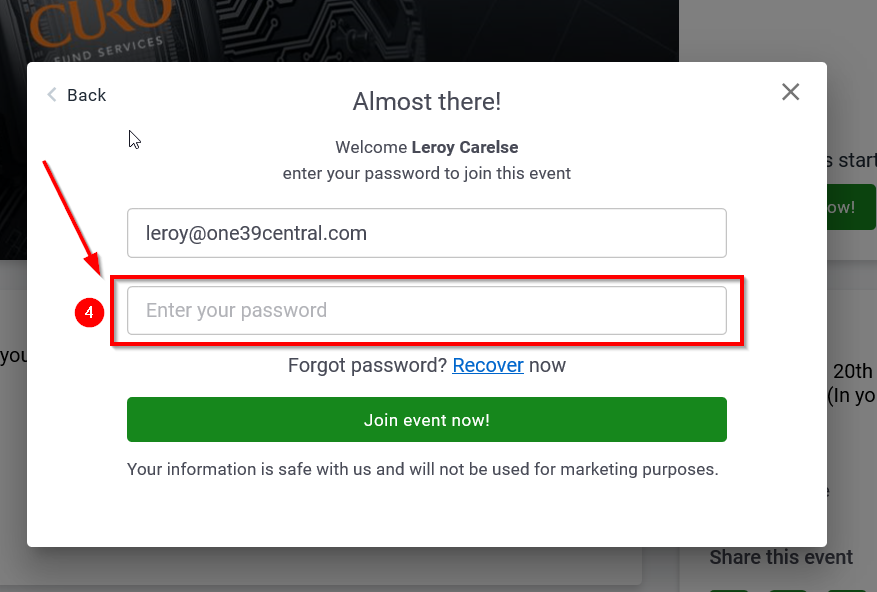 CURO
FUND SERVICES
Back
Almost there!
Welcome Leroy Carelse
enter your password to join this event
s start
ow!
leroy@one39central.com
4
Enter your password
you
Forgot password? Recover now
20th
(In yo
Join event now!
Your information is safe with us and will not be used for marketing purposes.
e
Share this event